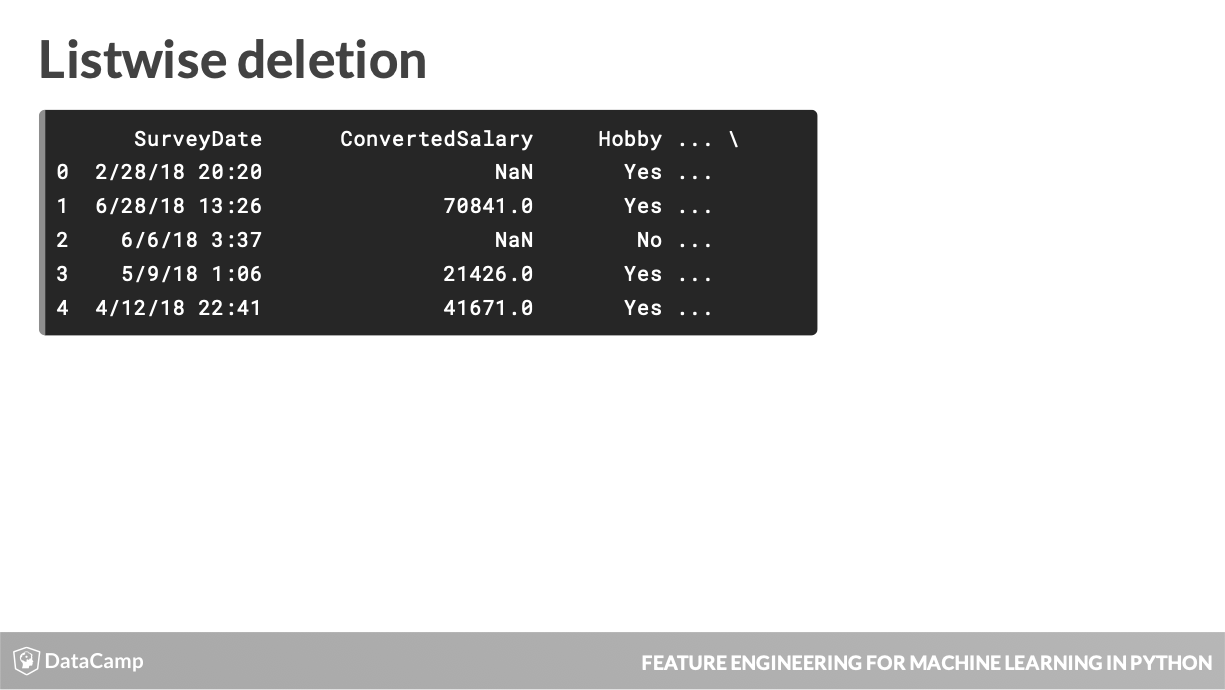 Listwise deletion
SurveyDate ConvertedSalary Hobby ... \
0 2/28/18 20:20 NaN Yes ...
1 6/28/18 13:26 70841.0 Yes ...
2 6/6/18 3:37 NaN No ...
3 5/9/18 1:06 21426.0 Yes ...
4 4/12/18 22:41 41671.0 Yes ...
DataCamp
FEATURE ENGINEERING FOR MACHINE LEARNING IN PYTHON